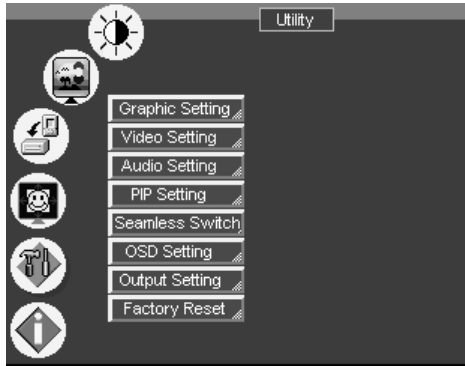 Utility
Graphic Setting
Video Setting
Audio Setting
PIP Setting
Seamless Switch
OSD Setting
Output Setting
Factory Reset